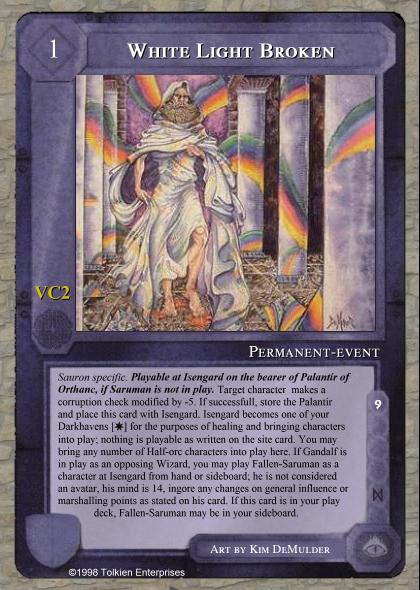 1
WHITE LIGHT BROKEN
VC2
PERMANENT-EVENT
Sauron specific. Playable at Isengard on the bearer of Palantír of
Orthanc, if Saruman is not in play. Target character makes a
corruption check modified by -5. If successfull, store the Palantír
and place this card with Isengard. Isengard becomes one of your
Darkhavens [✷] for the purposes of healing and bringing characters
into play; nothing is playable as written on the site card. You may
bring any number of Half-orc characters into play here. If Gandalf is
in play as an opposing Wizard, you may play Fallen-Saruman as a
character at Isengard from hand or sideboard; he is not considered
an avatar, his mind is 14, ingore any changes on general influence or
marshalling points as stated on his card. If this card is in your play
deck, Fallen-Saruman may be in your sideboard.
9
ART BY KIM DEMULDER
©1998 Tolkien Enterprises